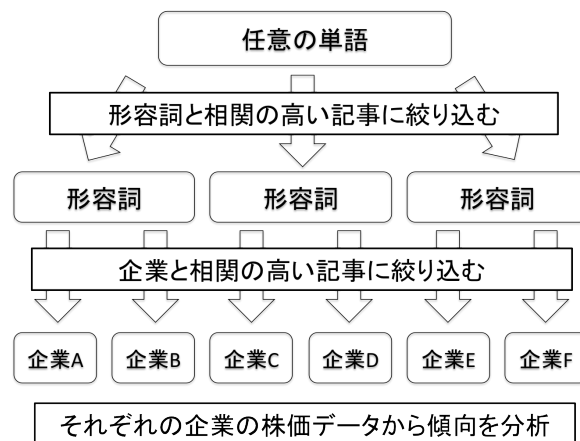 任意の単語
形容詞と相関の高い記事に絞り込む
形容詞 形容詞 形容詞
企業と相関の高い記事に絞り込む
企業A 企業B 企業C 企業D 企業E 企業F
それぞれの企業の株価データから傾向を分析